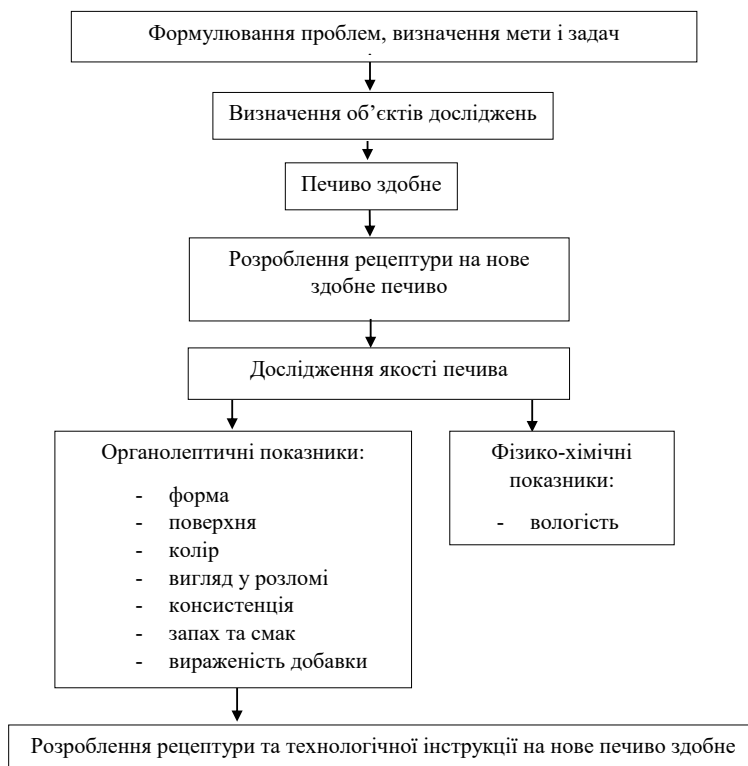 Формулювання проблем, визначення мети і задач
Визначення об’єктів досліджень
Печиво здобне
Розроблення рецептури на нове
здобне печиво
Дослідження якості печива
Органолептичні показники:
- форма
- поверхня
- колір
- вигляд у розломі
- консистенція
- запах та смак
- вираженість добавки
Фізико-хімічні
показники:
- вологість
Розроблення рецептури та технологічної інструкції на нове печиво здобне